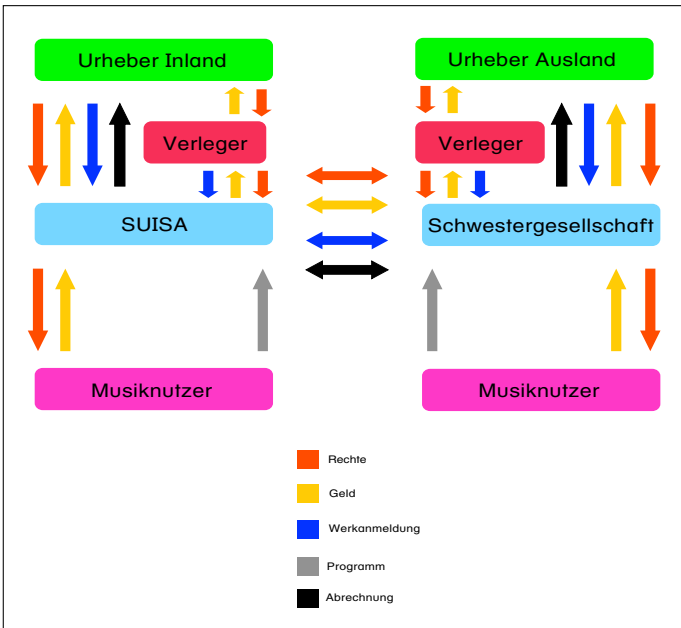 Urheber Inland
Urheber Ausland
Verleger
Verleger
SUISA
Schwestergesellschaft
Musiknutzer
Musiknutzer
Rechte
Geld
Werkanmeldung
Programm
Abrechnung